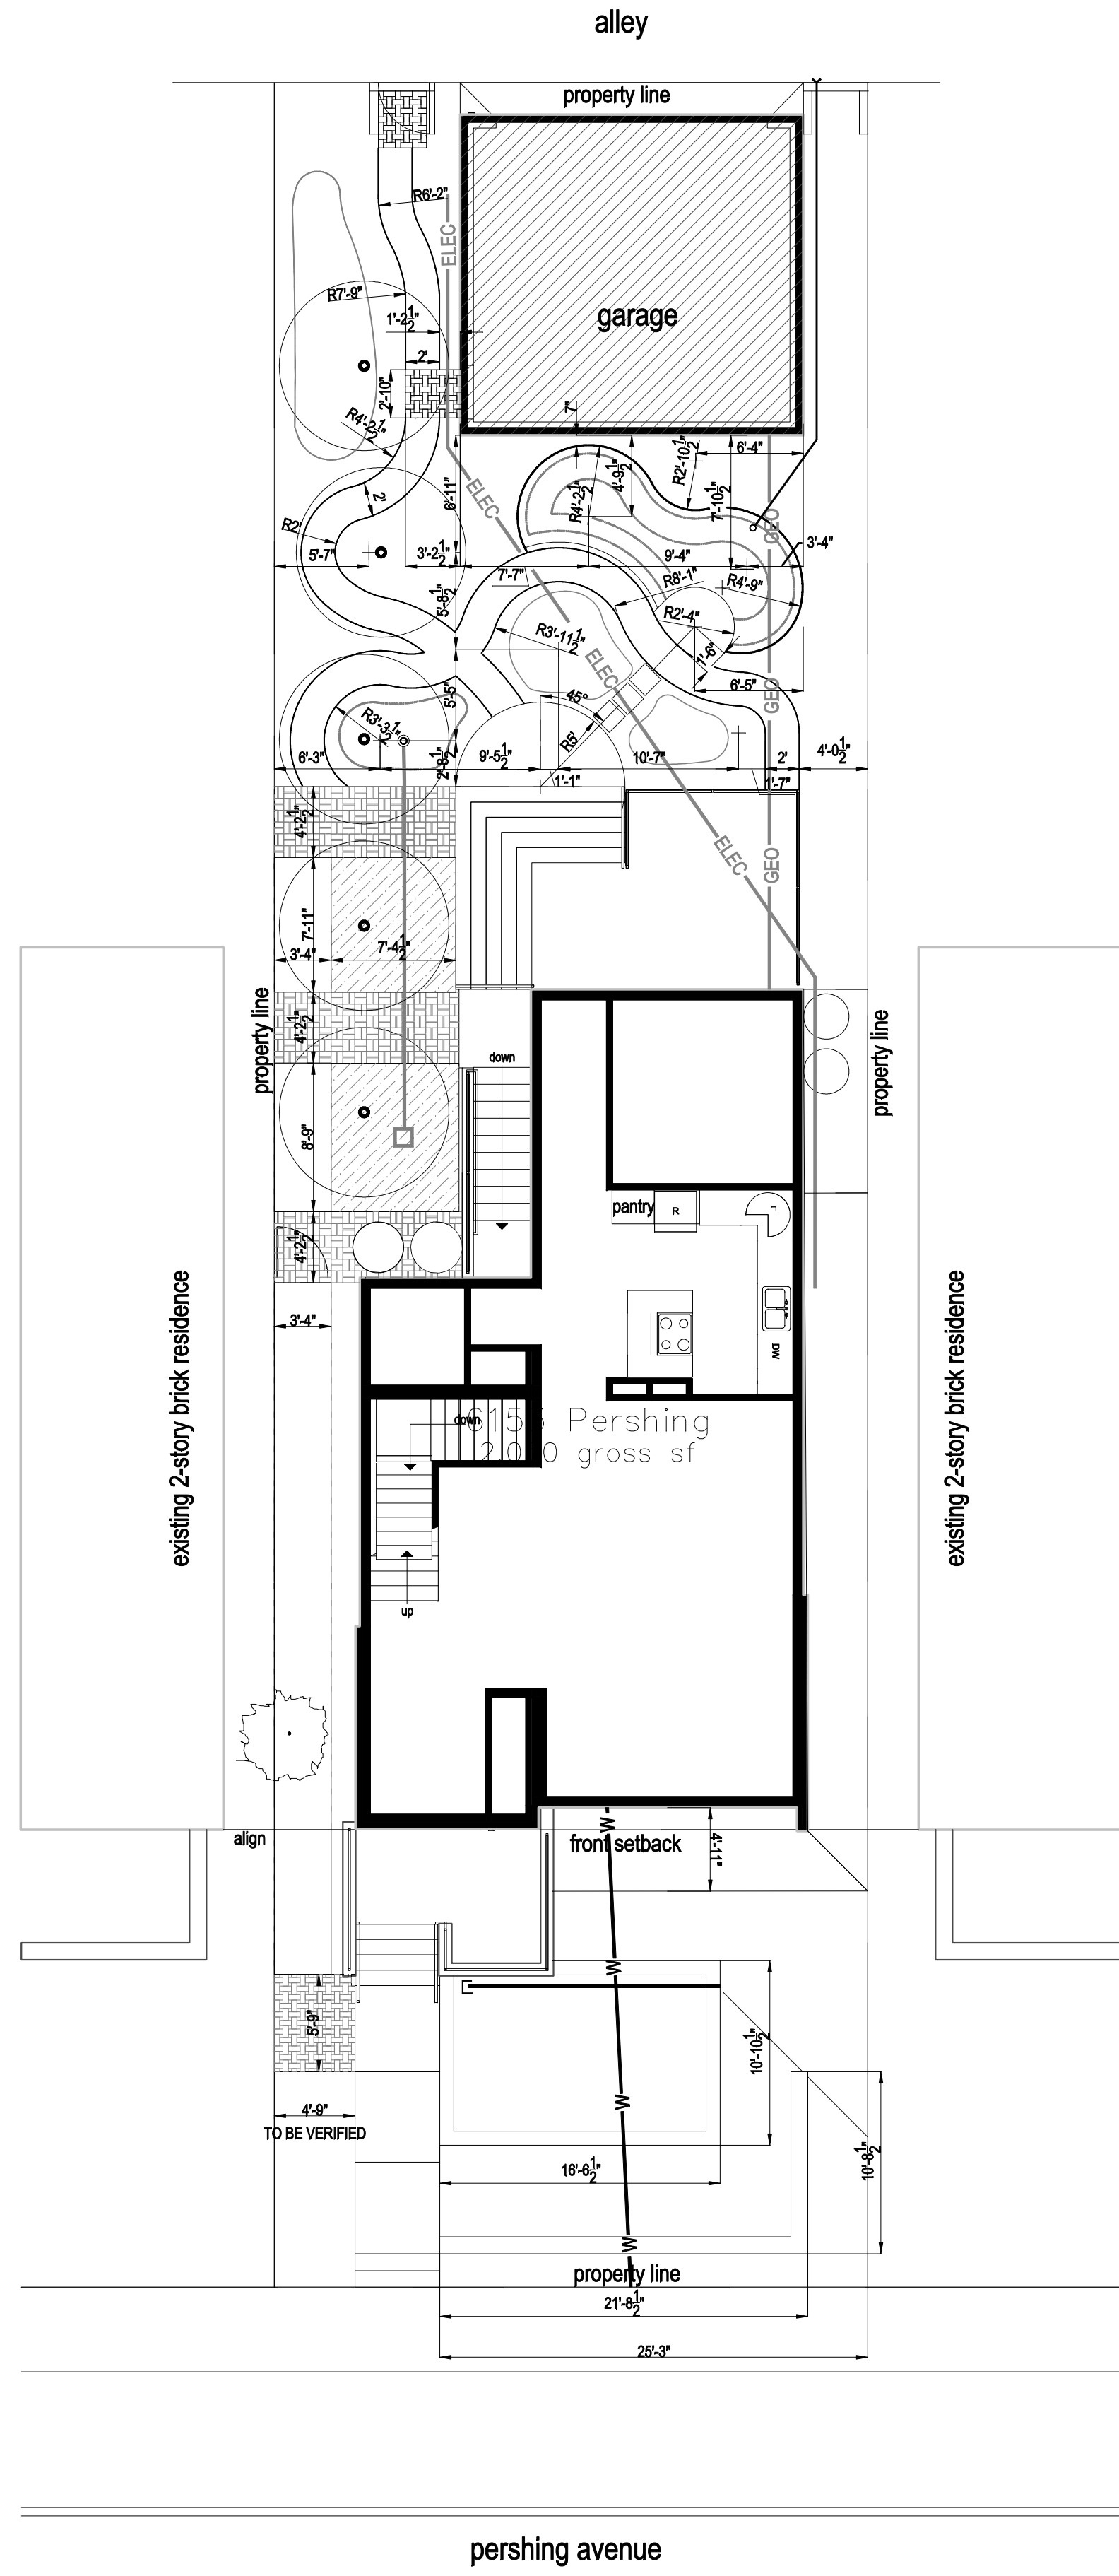 alley
property line
R6'-2"
ELEC
garage
R7'-9"
1'-2 1/2"
2'
2'-10"
R4'-2 1/2"
7"
6'-4"
R2'-10 1/2"
4'-9 1/2"
R4'-2 1/2"
7'-10 1/2"
6'-11"
ELEC
2'
GEO
R2'
5'-7"
3'-2 1/2"
9'-4"
3'-4"
7'-7"
R8'-1"
R4'-9"
5'-8 1/2"
R2'-4"
R3'-11 1/2"
1'-6"
ELEC
6'-5"
GEO
5'-5"
45°
R3'-3 1/2"
R5'
6'-3"
2'-8 1/2"
9'-5 1/2"
10'-7"
2'
4'-0 1/2"
1'-1"
1'-7"
4'-2 1/2"
ELEC
GEO
7'-11"
7'-4 1/2"
3'-4"
4'-2 1/2"
property line
property line
down
8'-9"
pantry
R
4'-2 1/2"
3'-4"
DW
existing 2-story brick residence
existing 2-story brick residence
down
Pershing
gross sf
up
align
W
front setback
4'-11"
W
5'-9"
10'-10 1/2"
W
4'-9"
TO BE VERIFIED
10'-8 1/2"
16'-6 1/2"
W
property line
21'-8 1/2"
25'-3"
pershing avenue